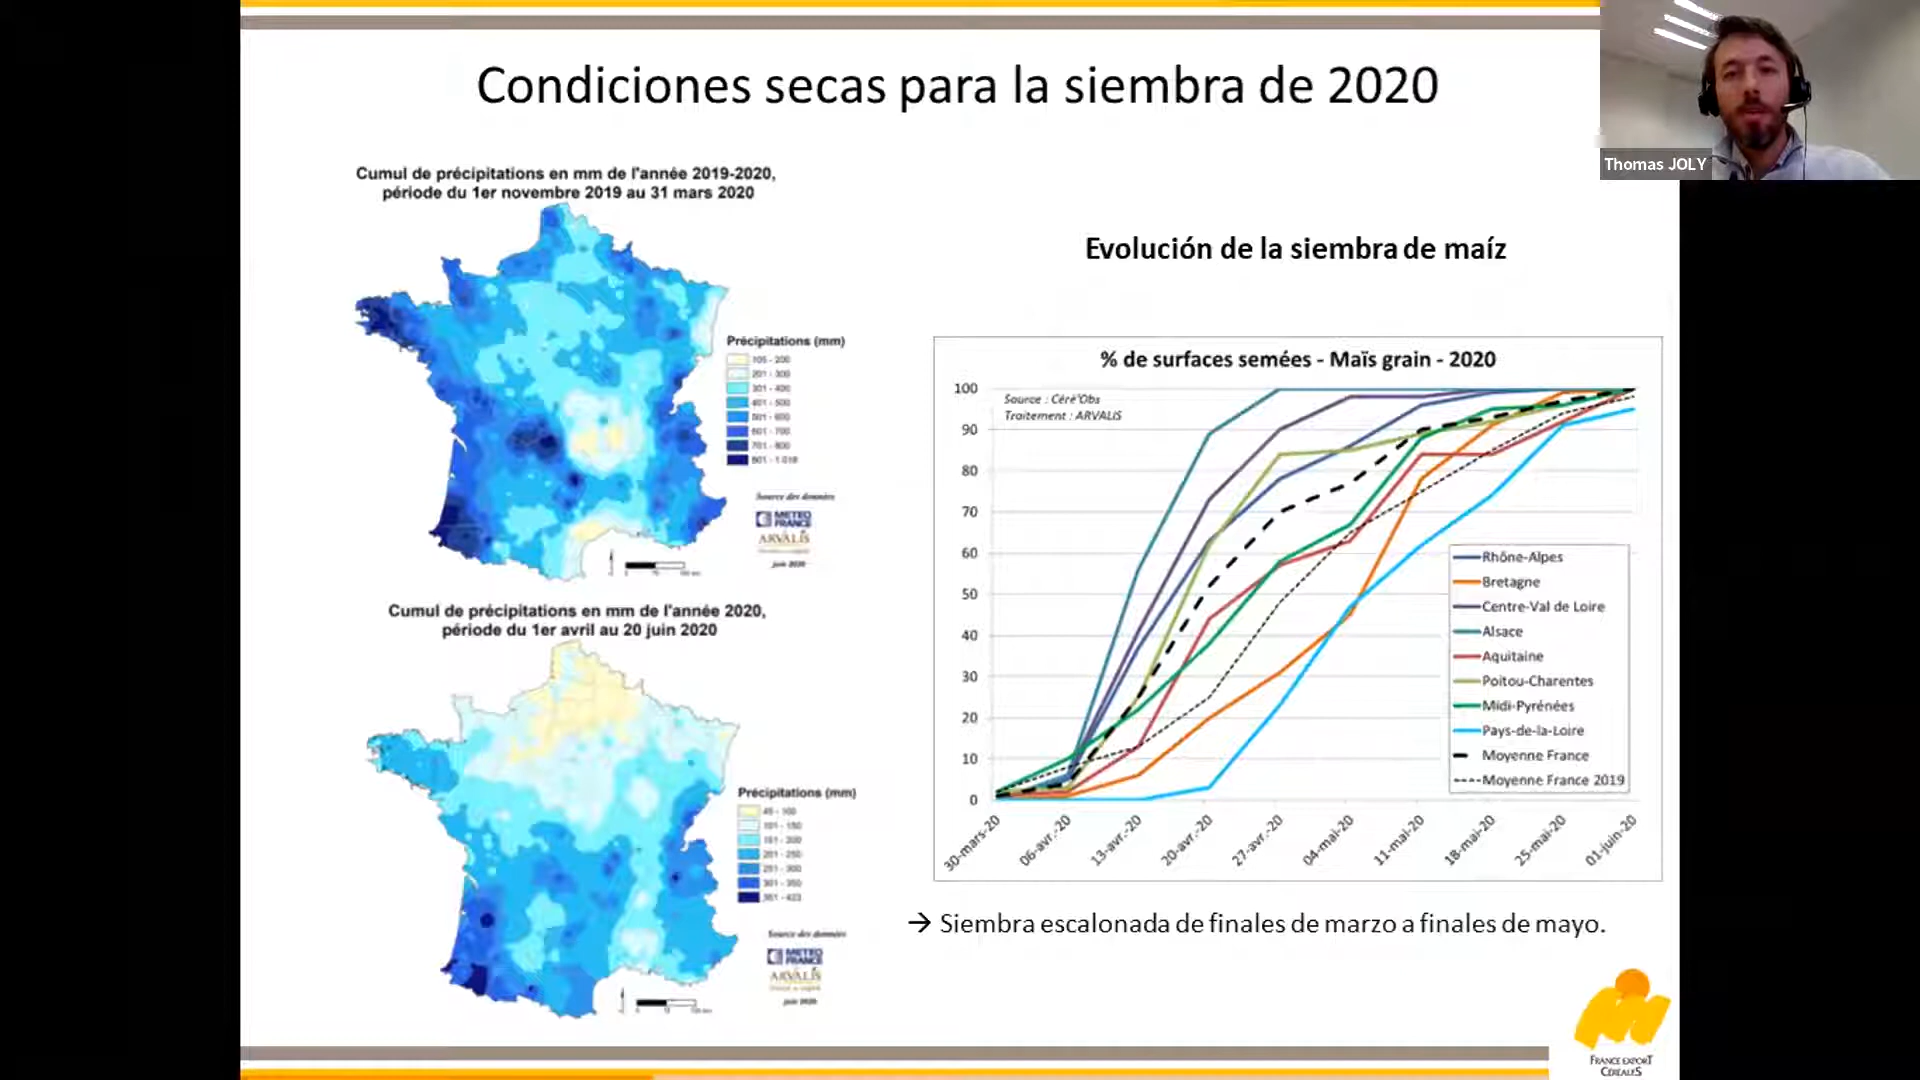 Condiciones secas para la siembra de 2020
Thomas JOLY
Cumul de précipitations en mm de l'année 2019-2020,
période du 1er novembre 2019 au 31 mars 2020
Précipitations (mm)
105 - 200
201 - 300
301 - 400
401 - 500
501 - 600
601 - 700
701 - 800
801 - 1 018
Source des données
METEO
FRANCE
ARVALIS
juin 2020
Cumul de précipitations en mm de l'année 2020,
période du 1er avril au 20 juin 2020
Précipitations (mm)
45 - 100
101 - 150
151 - 200
201 - 250
251 - 300
301 - 350
351 - 423
Source des données
METEO
FRANCE
ARVALIS
juin 2020
Evolución de la siembra de maíz
% de surfaces semées - Maïs grain - 2020
Source : Céré'Obs
Traitement : ARVALIS
100
90
80
70
60
50
40
30
20
10
0
30-mars-20
06-avr.-20
13-avr.-20
20-avr.-20
27-avr.-20
04-mai-20
11-mai-20
18-mai-20
25-mai-20
01-juin-20
Rhône-Alpes
Bretagne
Centre-Val de Loire
Alsace
Aquitaine
Poitou-Charentes
Midi-Pyrénées
Pays-de-la-Loire
Moyenne France
Moyenne France 2019
→ Siembra escalonada de finales de marzo a finales de mayo.
FRANCE EXPORT
CÉRÉALES